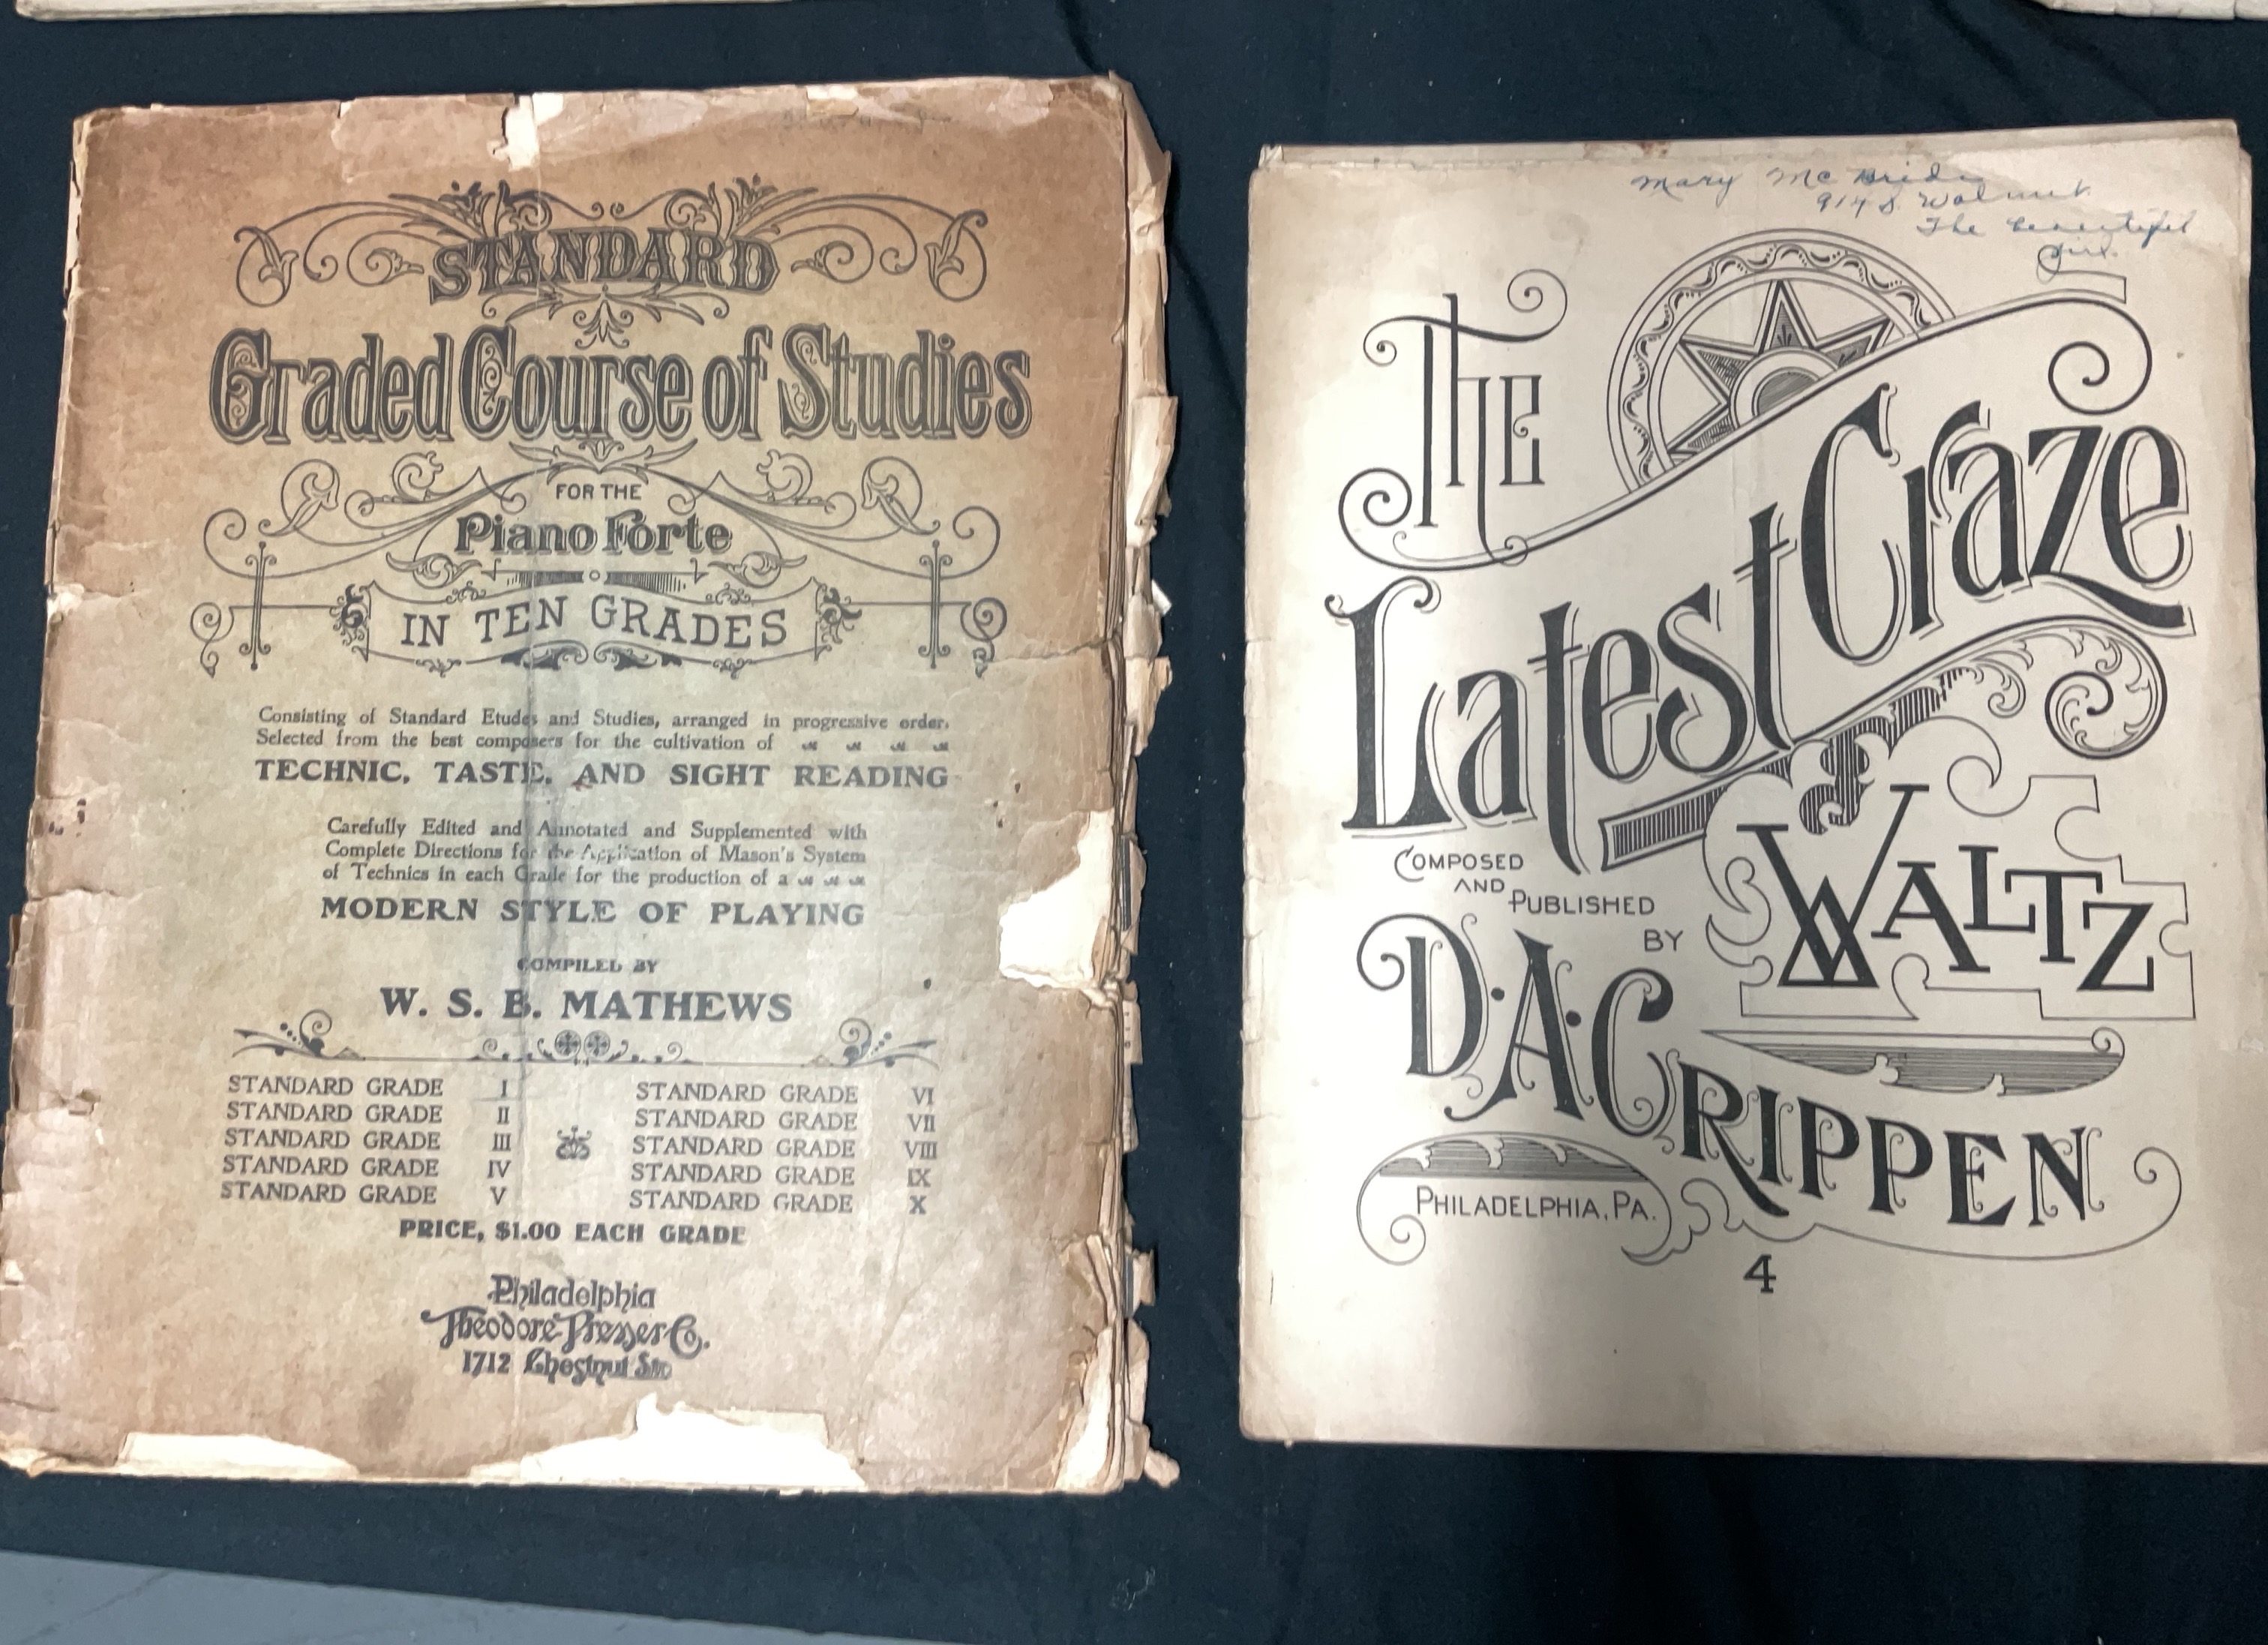 STANDARD
Graded Course of Studies
FOR THE
Piano Forte
IN TEN GRADES
Consisting of Standard Etudes and Studies, arranged in progressive order.
Selected from the best composers for the cultivation of
TECHNIC, TASTE, AND SIGHT READING
Carefully Edited and Annotated and Supplemented with
Complete Directions for the Application of Mason's System
of Technics in each Grade for the production of a
MODERN STYLE OF PLAYING
COMPILED BY
W. S. B. MATHEWS
STANDARD GRADE I STANDARD GRADE VI
STANDARD GRADE II STANDARD GRADE VII
STANDARD GRADE III STANDARD GRADE VIII
STANDARD GRADE IV STANDARD GRADE IX
STANDARD GRADE V STANDARD GRADE X
PRICE, $1.00 EACH GRADE
Philadelphia
Theodore Presser Co.
1712 Chestnut Str.
Mary McBride
914 S. Walnut
The beautiful
girl.
The
Latest Craze
WALTZ
COMPOSED
AND
PUBLISHED
BY
D.A.CRIPPEN
PHILADELPHIA, PA.
4